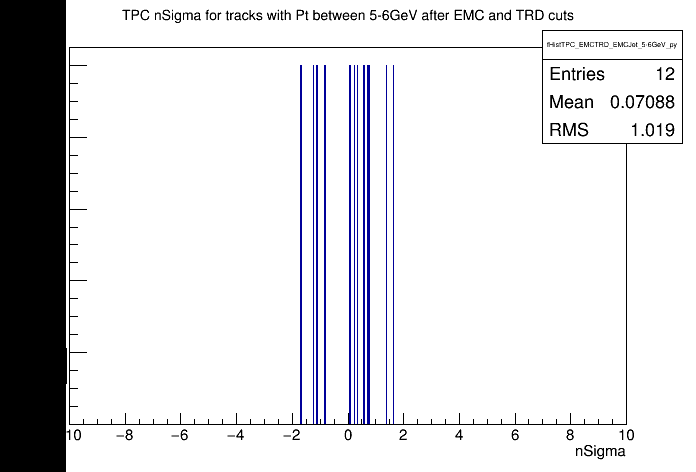 TPC nSigma for tracks with Pt between 5-6GeV after EMC and TRD cuts
fHistTPC_EMCTRD_EMCJet_5-6GeV_py
Entries 12
Mean 0.07088
RMS 1.019
10 −8 −6 −4 −2 0 2 4 6 8 10
nSigma